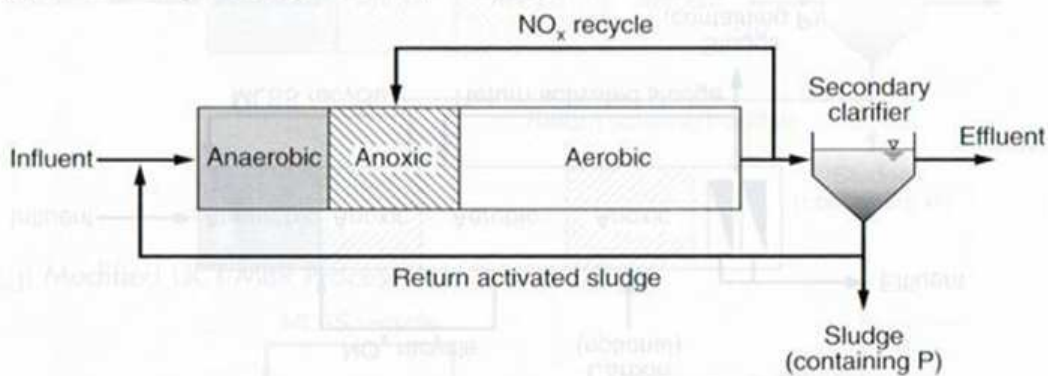 NOx recycle
Secondary
clarifier
Influent
Anaerobic
Anoxic
Aerobic
Effluent
Return activated sludge
Sludge
(containing P)